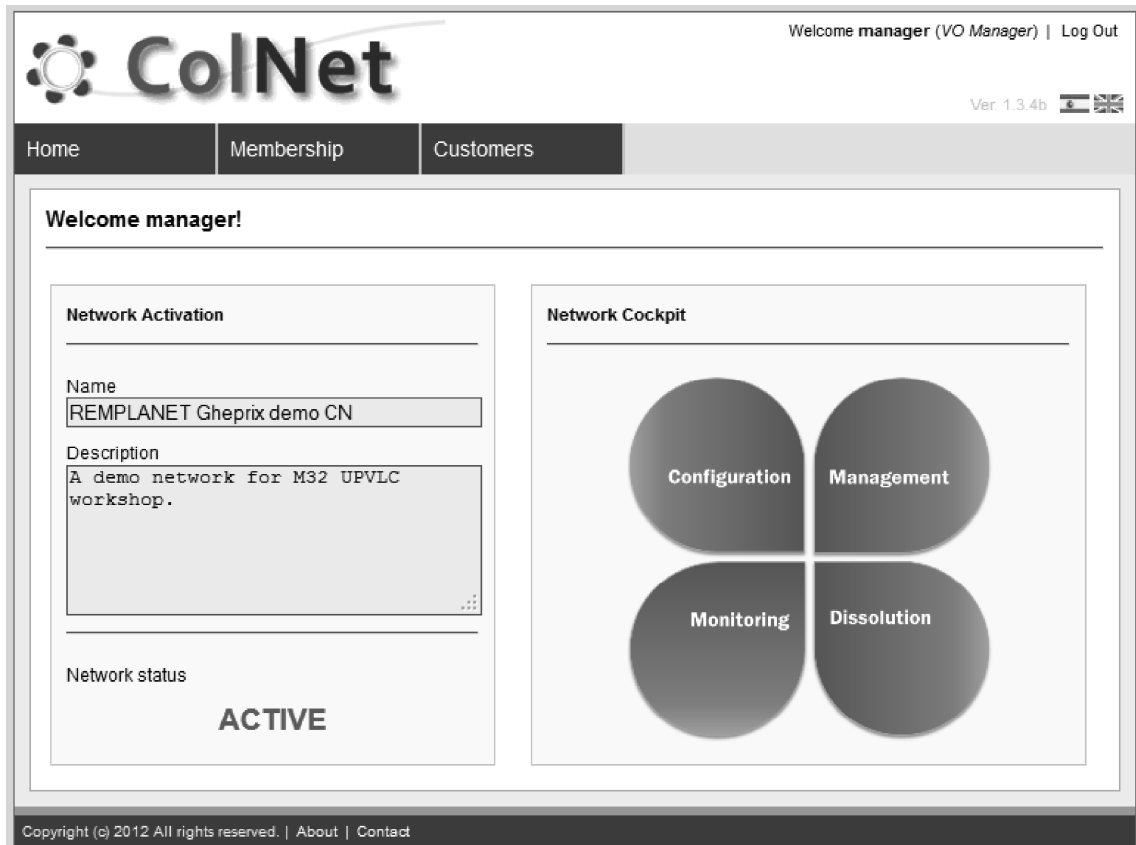 Welcome manager (VO Manager) | Log Out
ColNet
Ver. 1.3.4b
Home Membership Customers
Welcome manager!
Network Activation
Name
REMPLANET Gheprix demo CN
Description
A demo network for M32 UPVLC
workshop.
Network status
ACTIVE
Network Cockpit
Configuration Management
Monitoring Dissolution
Copyright (c) 2012 All rights reserved. | About | Contact